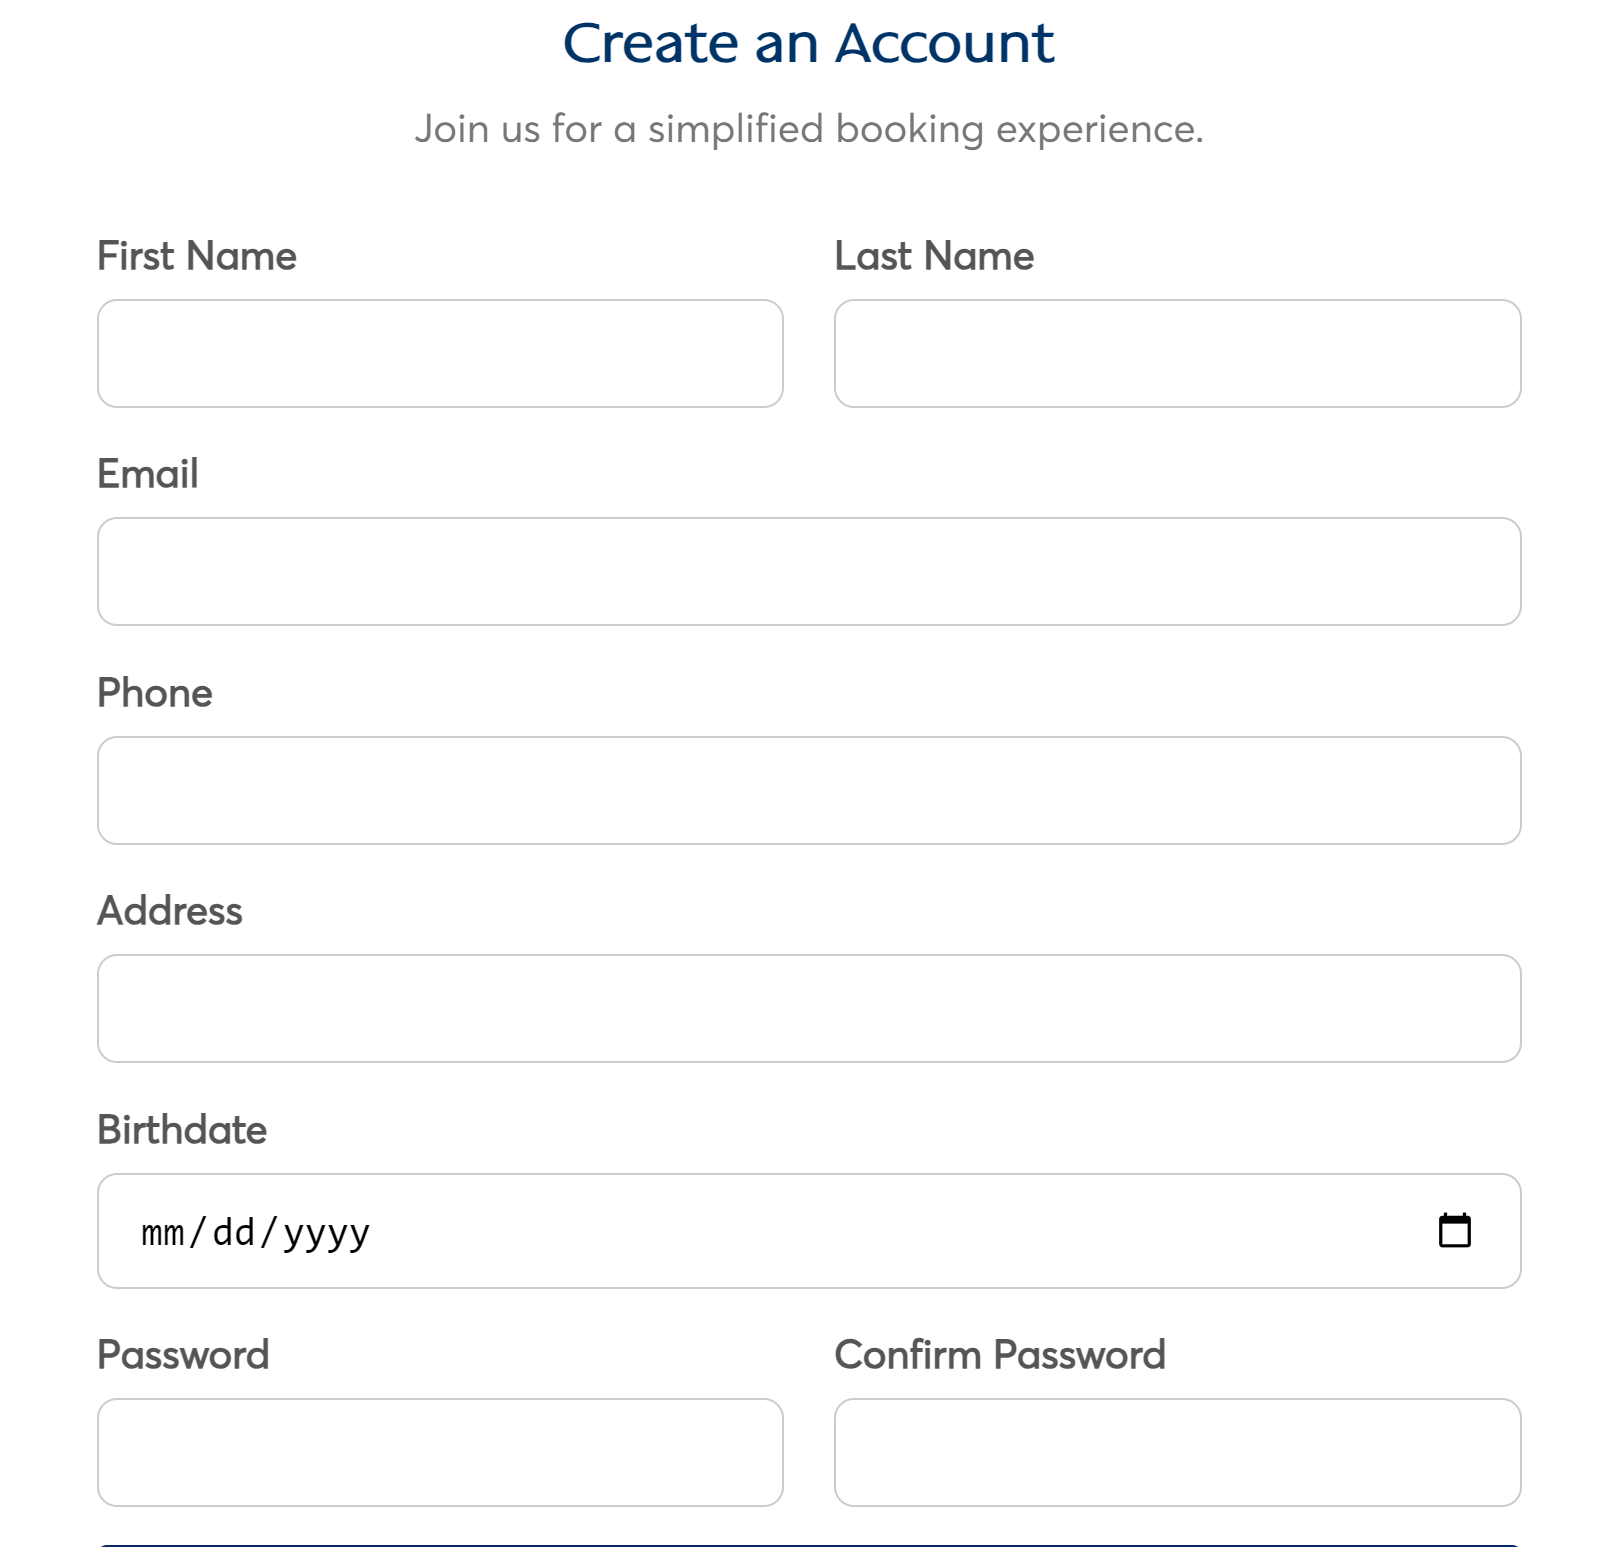 Create an Account
Join us for a simplified booking experience.
First Name
Last Name
Email
Phone
Address
Birthdate
mm/dd/yyyy
Password
Confirm Password